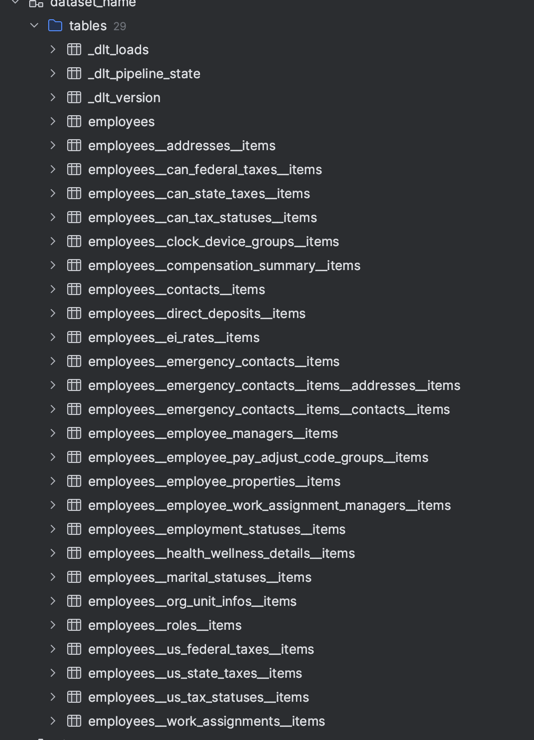 dataset_name
tables 29
_dlt_loads
_dlt_pipeline_state
_dlt_version
employees
employees__addresses__items
employees__can_federal_taxes__items
employees__can_state_taxes__items
employees__can_tax_statuses__items
employees__clock_device_groups__items
employees__compensation_summary__items
employees__contacts__items
employees__direct_deposits__items
employees__ei_rates__items
employees__emergency_contacts__items
employees__emergency_contacts__items__addresses__items
employees__emergency_contacts__items__contacts__items
employees__employee_managers__items
employees__employee_pay_adjust_code_groups__items
employees__employee_properties__items
employees__employee_work_assignment_managers__items
employees__employment_statuses__items
employees__health_wellness_details__items
employees__marital_statuses__items
employees__org_unit_infos__items
employees__roles__items
employees__us_federal_taxes__items
employees__us_state_taxes__items
employees__us_tax_statuses__items
employees__work_assignments__items